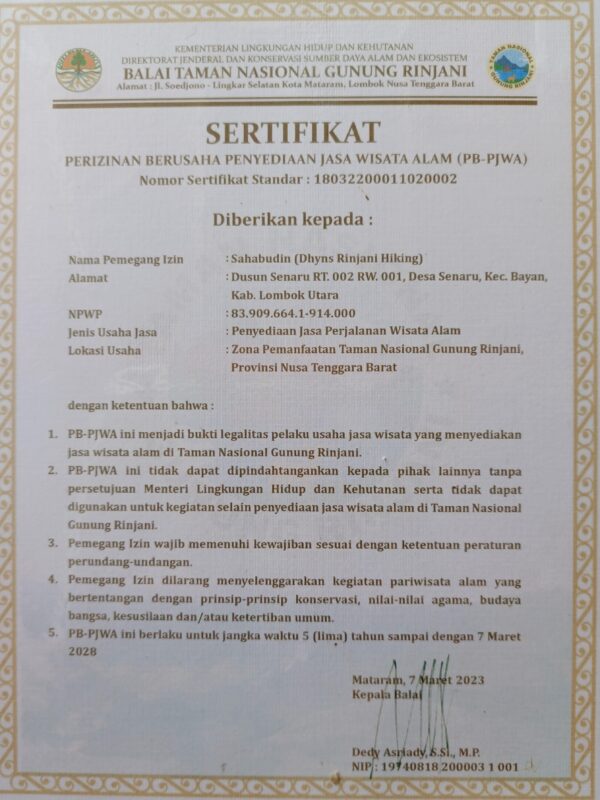 KEMENTERIAN LINGKUNGAN HIDUP DAN KEHUTANAN
DIREKTORAT JENDERAL DAN KONSERVASI SUMBER DAYA ALAM DAN EKOSISTEM
BALAI TAMAN NASIONAL GUNUNG RINJANI
Alamat : Jl. Soedjono - Lingkar Selatan Kota Mataram, Lombok Nusa Tenggara Barat
TAMAN NASIONAL
GUNUNG RINJANI
SERTIFIKAT
PERIZINAN BERUSAHA PENYEDIAAN JASA WISATA ALAM (PB-PJWA)
Nomor Sertifikat Standar : 18032200011020002
Diberikan kepada :
Nama Pemegang Izin : Sahabudin (Dhyns Rinjani Hiking)
Alamat : Dusun Senaru RT. 002 RW. 001, Desa Senaru, Kec. Bayan,
Kab. Lombok Utara
NPWP : 83.909.664.1-914.000
Jenis Usaha Jasa : Penyediaan Jasa Perjalanan Wisata Alam
Lokasi Usaha : Zona Pemanfaatan Taman Nasional Gunung Rinjani,
Provinsi Nusa Tenggara Barat
dengan ketentuan bahwa :
1. PB-PJWA ini menjadi bukti legalitas pelaku usaha jasa wisata yang menyediakan
jasa wisata alam di Taman Nasional Gunung Rinjani.
2. PB-PJWA ini tidak dapat dipindahtangankan kepada pihak lainnya tanpa
persetujuan Menteri Lingkungan Hidup dan Kehutanan serta tidak dapat
digunakan untuk kegiatan selain penyediaan jasa wisata alam di Taman Nasional
Gunung Rinjani.
3. Pemegang Izin wajib memenuhi kewajiban sesuai dengan ketentuan peraturan
perundang-undangan.
4. Pemegang Izin dilarang menyelenggarakan kegiatan pariwisata alam yang
bertentangan dengan prinsip-prinsip konservasi, nilai-nilai agama, budaya
bangsa, kesusilaan dan/atau ketertiban umum.
5. PB-PJWA ini berlaku untuk jangka waktu 5 (lima) tahun sampai dengan 7 Maret
2028
Mataram, 7 Maret 2023
Kepala Balai
Dedy Asriady, S.Si., M.P.
NIP : 19740818 200003 1 001